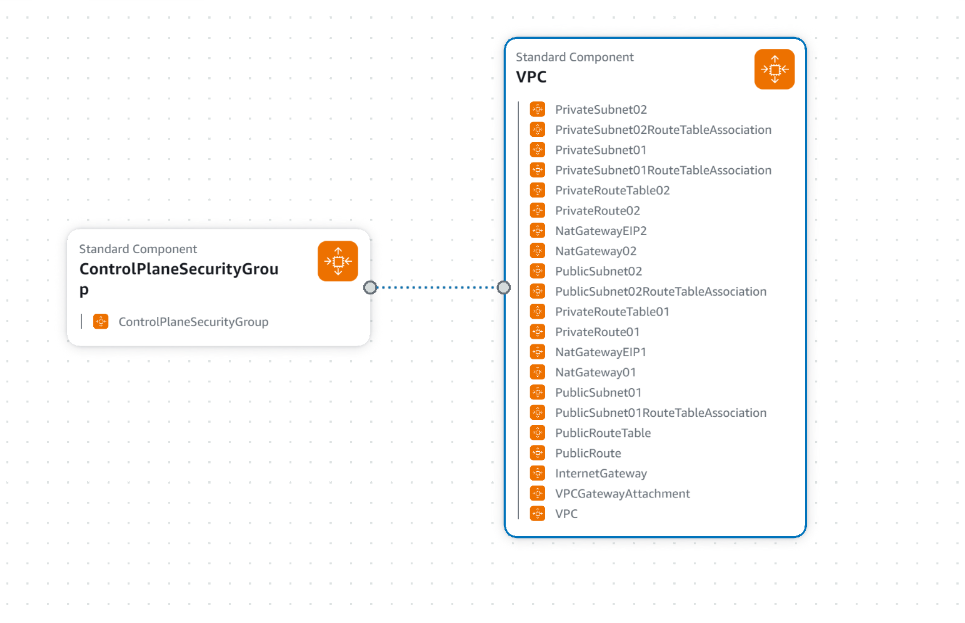 Standard Component
ControlPlaneSecurityGrou
p
ControlPlaneSecurityGroup
Standard Component
VPC
PrivateSubnet02
PrivateSubnet02RouteTableAssociation
PrivateSubnet01
PrivateSubnet01RouteTableAssociation
PrivateRouteTable02
PrivateRoute02
NatGatewayEIP2
NatGateway02
PublicSubnet02
PublicSubnet02RouteTableAssociation
PrivateRouteTable01
PrivateRoute01
NatGatewayEIP1
NatGateway01
PublicSubnet01
PublicSubnet01RouteTableAssociation
PublicRouteTable
PublicRoute
InternetGateway
VPCGatewayAttachment
VPC